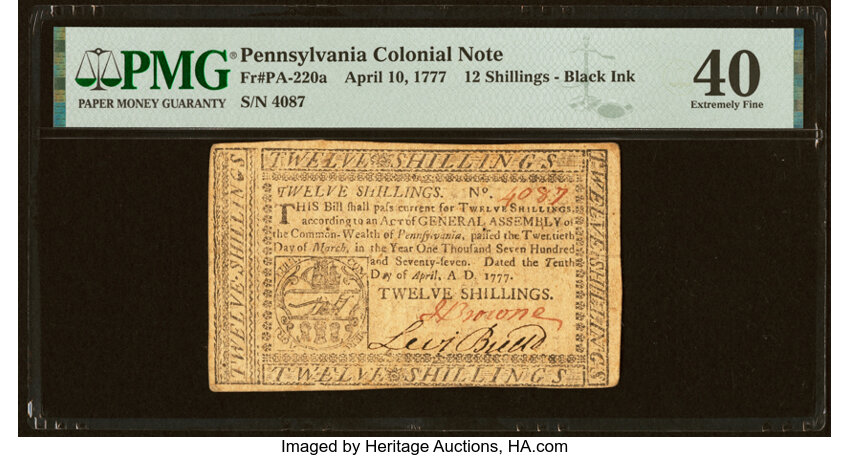 PMG® Pennsylvania Colonial Note
Fr#PA-220a April 10, 1777 12 Shillings - Black Ink
PAPER MONEY GUARANTY S/N 4087
40
Extremely Fine
TWELVE SHILLINGS
TWELVE SHILLINGS
TWELVE SHILLINGS
TWELVE SHILLINGS. No. 4087
THIS Bill ſhall paſs current for TWELVE SHILLINGS,
according to an Act of GENERAL ASSEMBLY of
the Common-Wealth of Pennſylvania, paſſed the Twentieth
Day of March, in the Year One Thouſand Seven Hundred
and Seventy-ſeven. Dated the Tenth
Day of April, A D. 1777.
TWELVE SHILLINGS.
Levi Budd
TWELVE SHILLINGS
Imaged by Heritage Auctions, HA.com